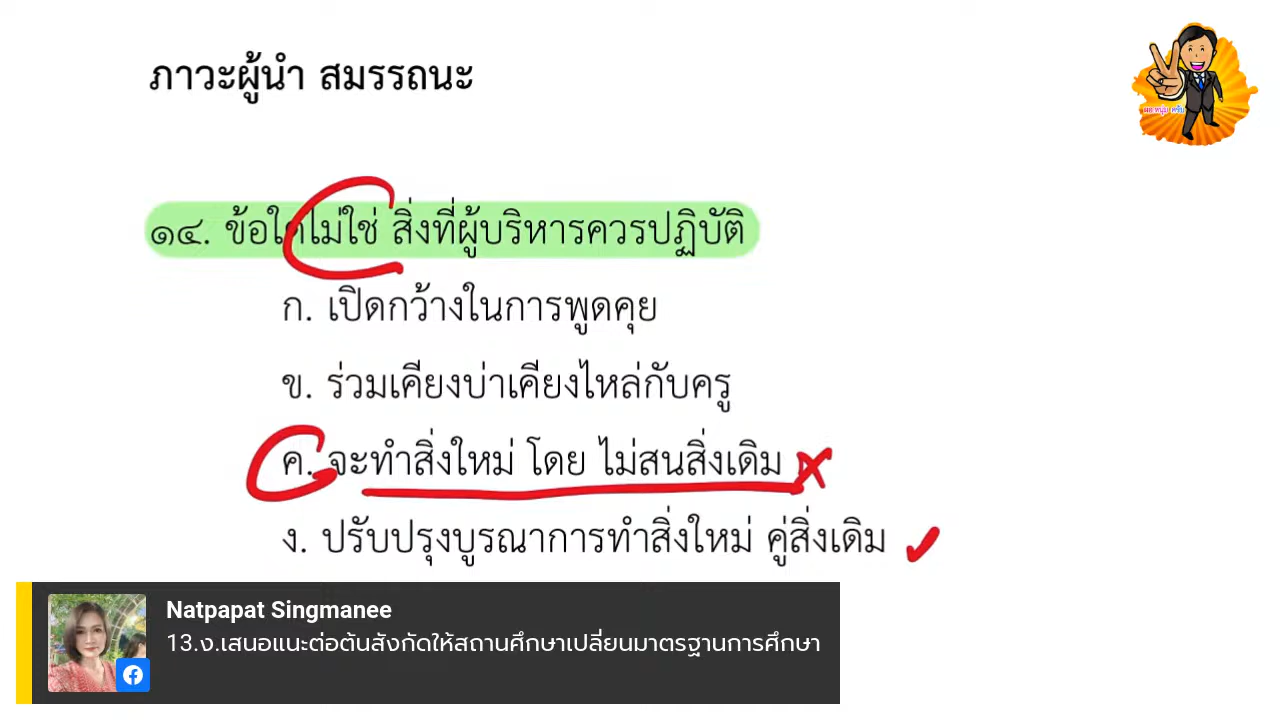 ภาวะผู้นำ สมรรถนะ
๑๔. ข้อใดไม่ใช่ สิ่งที่ผู้บริหารควรปฏิบัติ
ก. เปิดกว้างในการพูดคุย
ข. ร่วมเคียงบ่าเคียงไหล่กับครู
ค. จะทำสิ่งใหม่ โดย ไม่สนสิ่งเดิม
ง. ปรับปรุงบูรณาการทำสิ่งใหม่ คู่สิ่งเดิม
Natpapat Singmanee
13.ง.เสนอแนะต่อต้นสังกัดให้สถานศึกษาเปลี่ยนมาตรฐานการศึกษา